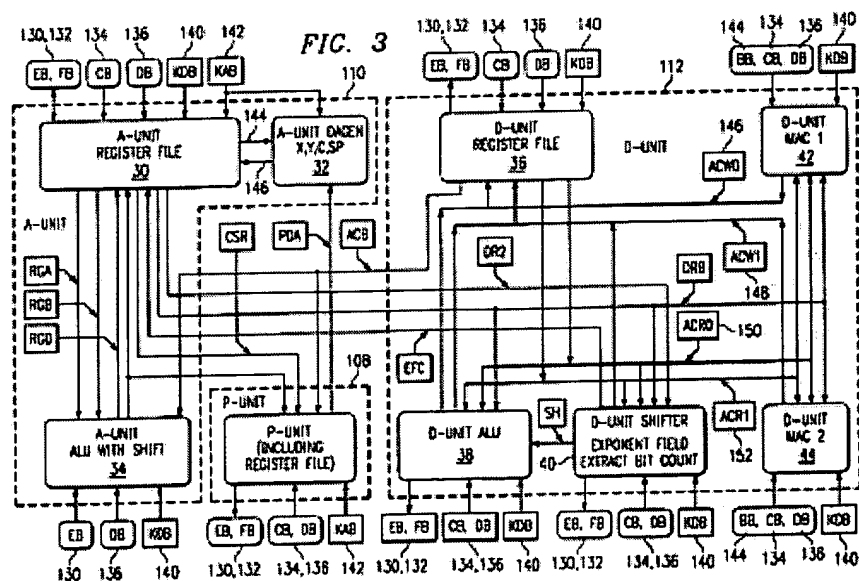 FIG. 3
130, 132
134
136
140
142
EB, FB
CB
DB
KDB
KAB
110
130, 132
134
136
140
EB, FB
CB
DB
KDB
112
144
134
136
140
BB, CB, DB
KDB
A-UNIT
REGISTER FILE
30
144
146
A-UNIT DAGEN
X,Y,C,SP
32
D-UNIT
REGISTER FILE
36
D-UNIT
D-UNIT
MAC 1
42
146
ACW0
A-UNIT
CSR
PDA
ACB
RGA
RGB
RGD
DR2
ACW1
148
DRB
ACR0
150
EFC
108
P-UNIT
P-UNIT
(INCLUDING
REGISTER FILE)
A-UNIT
ALU WITH SHIFT
34
D-UNIT ALU
38
SH
40
D-UNIT SHIFTER
EXPONENT FIELD
EXTRACT BIT COUNT
ACR1
152
D-UNIT
MAC 2
44
EB
DB
KDB
130
136
140
EB, FB
CB, DB
KAB
130,132
134,136
142
EB, FB
CB, DB
KDB
130,132
134,136
140
EB, FB
CB, DB
KDB
130,132
134,136
140
BB, CB, DB
KDB
144
134
136
140